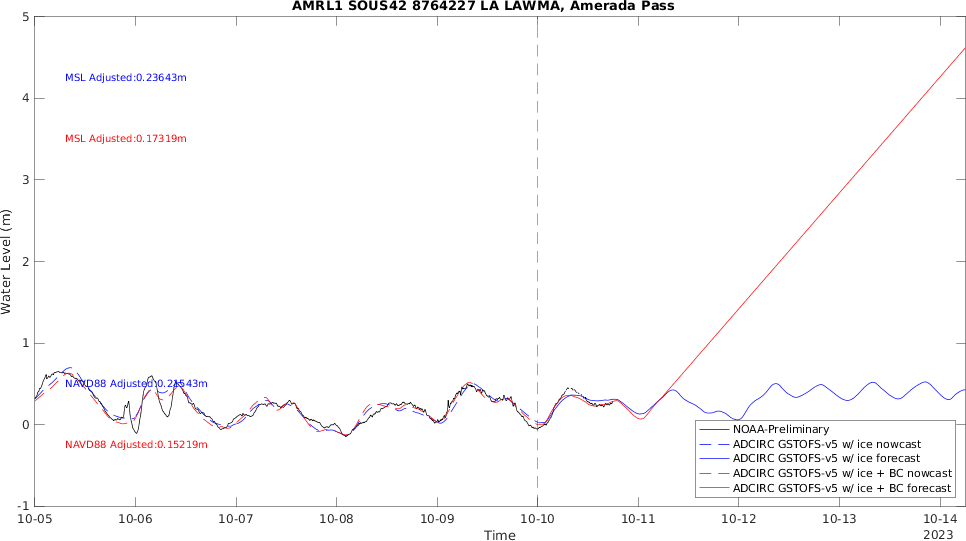 AMRL1 SOUS42 8764227 LA LAWMA, Amerada Pass
5
4
3
2
1
0
-1
Water Level (m)
MSL Adjusted:0.23643m
MSL Adjusted:0.17319m
NAVD88 Adjusted:0.21543m
NAVD88 Adjusted:0.15219m
NOAA-Preliminary
ADCIRC GSTOFS-v5 w/ ice nowcast
ADCIRC GSTOFS-v5 w/ ice forecast
ADCIRC GSTOFS-v5 w/ ice + BC nowcast
ADCIRC GSTOFS-v5 w/ ice + BC forecast
10-05 10-06 10-07 10-08 10-09 10-10 10-11 10-12 10-13 10-14
2023
Time